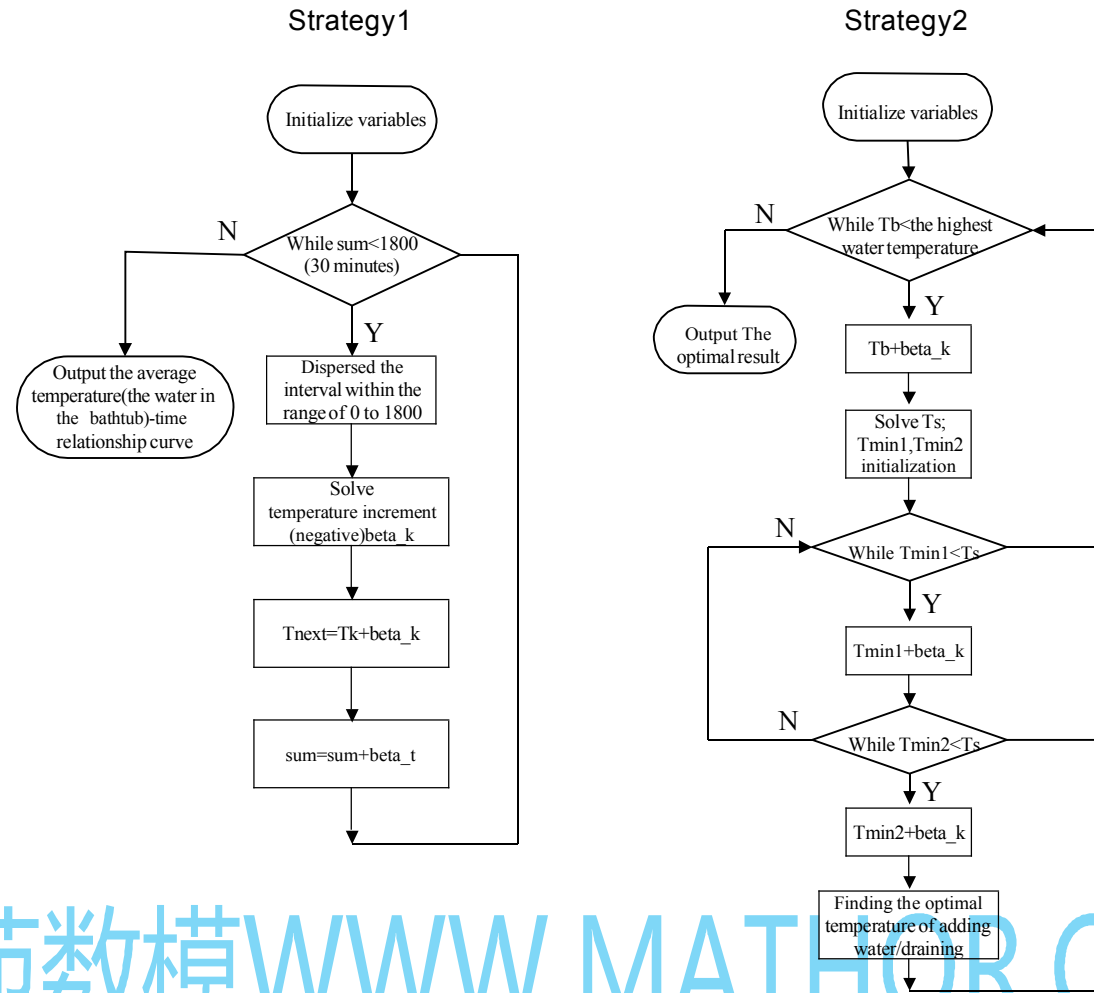 Strategy1
Initialize variables
N
While sum<1800
(30 minutes)
Y
Output the average
temperature(the water in
the bathtub)-time
relationship curve
Dispersed the
interval within the
range of 0 to 1800
Solve
temperature increment
(negative)beta_k
Tnext=Tk+beta_k
sum=sum+beta_t
Strategy2
Initialize variables
N
While Tb<the highest
water temperature
Y
Output The
optimal result
Tb+beta_k
Solve Ts;
Tmin1,Tmin2
initialization
N
While Tmin1<Ts
Y
Tmin1+beta_k
N
While Tmin2<Ts
Y
Tmin2+beta_k
Finding the optimal
temperature of adding
water/draining
数模WWW.MATHOR.C